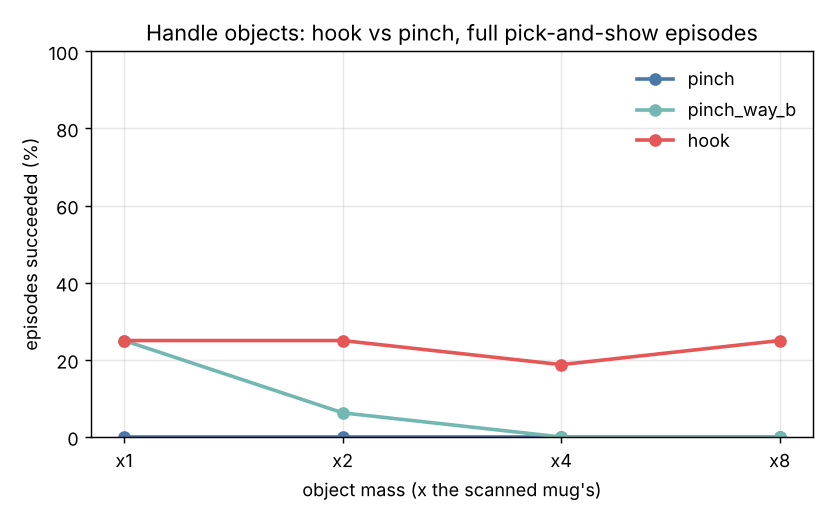 Handle objects: hook vs pinch, full pick-and-show episodes
pinch
pinch_way_b
hook
episodes succeeded (%)
100
80
60
40
20
0
x1 x2 x4 x8
object mass (x the scanned mug's)